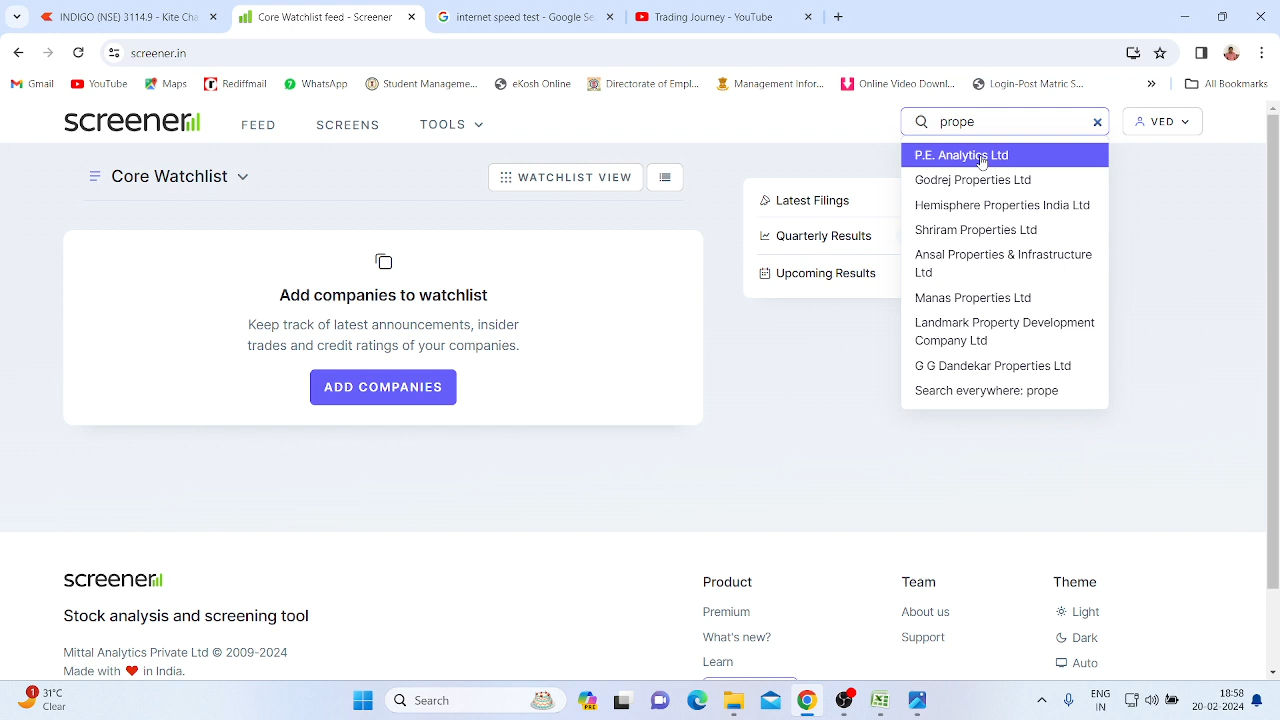 INDIGO (NSE) 3114.9 - Kite Cha
Core Watchlist feed - Screener
internet speed test - Google Se
Trading Journey - YouTube
screener.in
Gmail
YouTube
Maps
Rediffmail
WhatsApp
Student Manageme...
eKosh Online
Directorate of Empl...
Management Infor...
Online Video Downl...
Login-Post Matric S...
All Bookmarks
screener
FEED
SCREENS
TOOLS
prope
VED
P.E. Analytics Ltd
Godrej Properties Ltd
Hemisphere Properties India Ltd
Shriram Properties Ltd
Ansal Properties & Infrastructure
Ltd
Manas Properties Ltd
Landmark Property Development
Company Ltd
G G Dandekar Properties Ltd
Search everywhere: prope
Core Watchlist
WATCHLIST VIEW
Latest Filings
Quarterly Results
Upcoming Results
Add companies to watchlist
Keep track of latest announcements, insider
trades and credit ratings of your companies.
ADD COMPANIES
screener
Stock analysis and screening tool
Mittal Analytics Private Ltd © 2009-2024
Made with ❤ in India.
Product
Premium
What's new?
Learn
Team
About us
Support
Theme
Light
Dark
Auto
1
31°C
Clear
Search
PRE
ENG
IN
18:58
20-02-2024